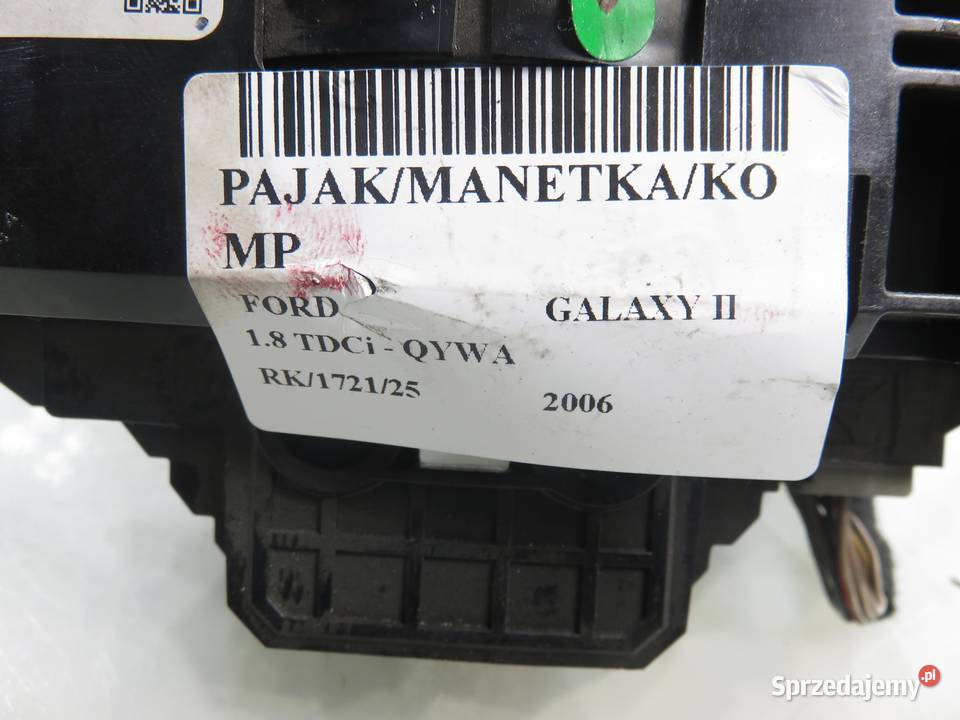 PAJAK/MANETKA/KO
MP
FORD GALAXY II
1.8 TDCi - QYWA
RK/1721/25 2006
Sprzedajemy.pl